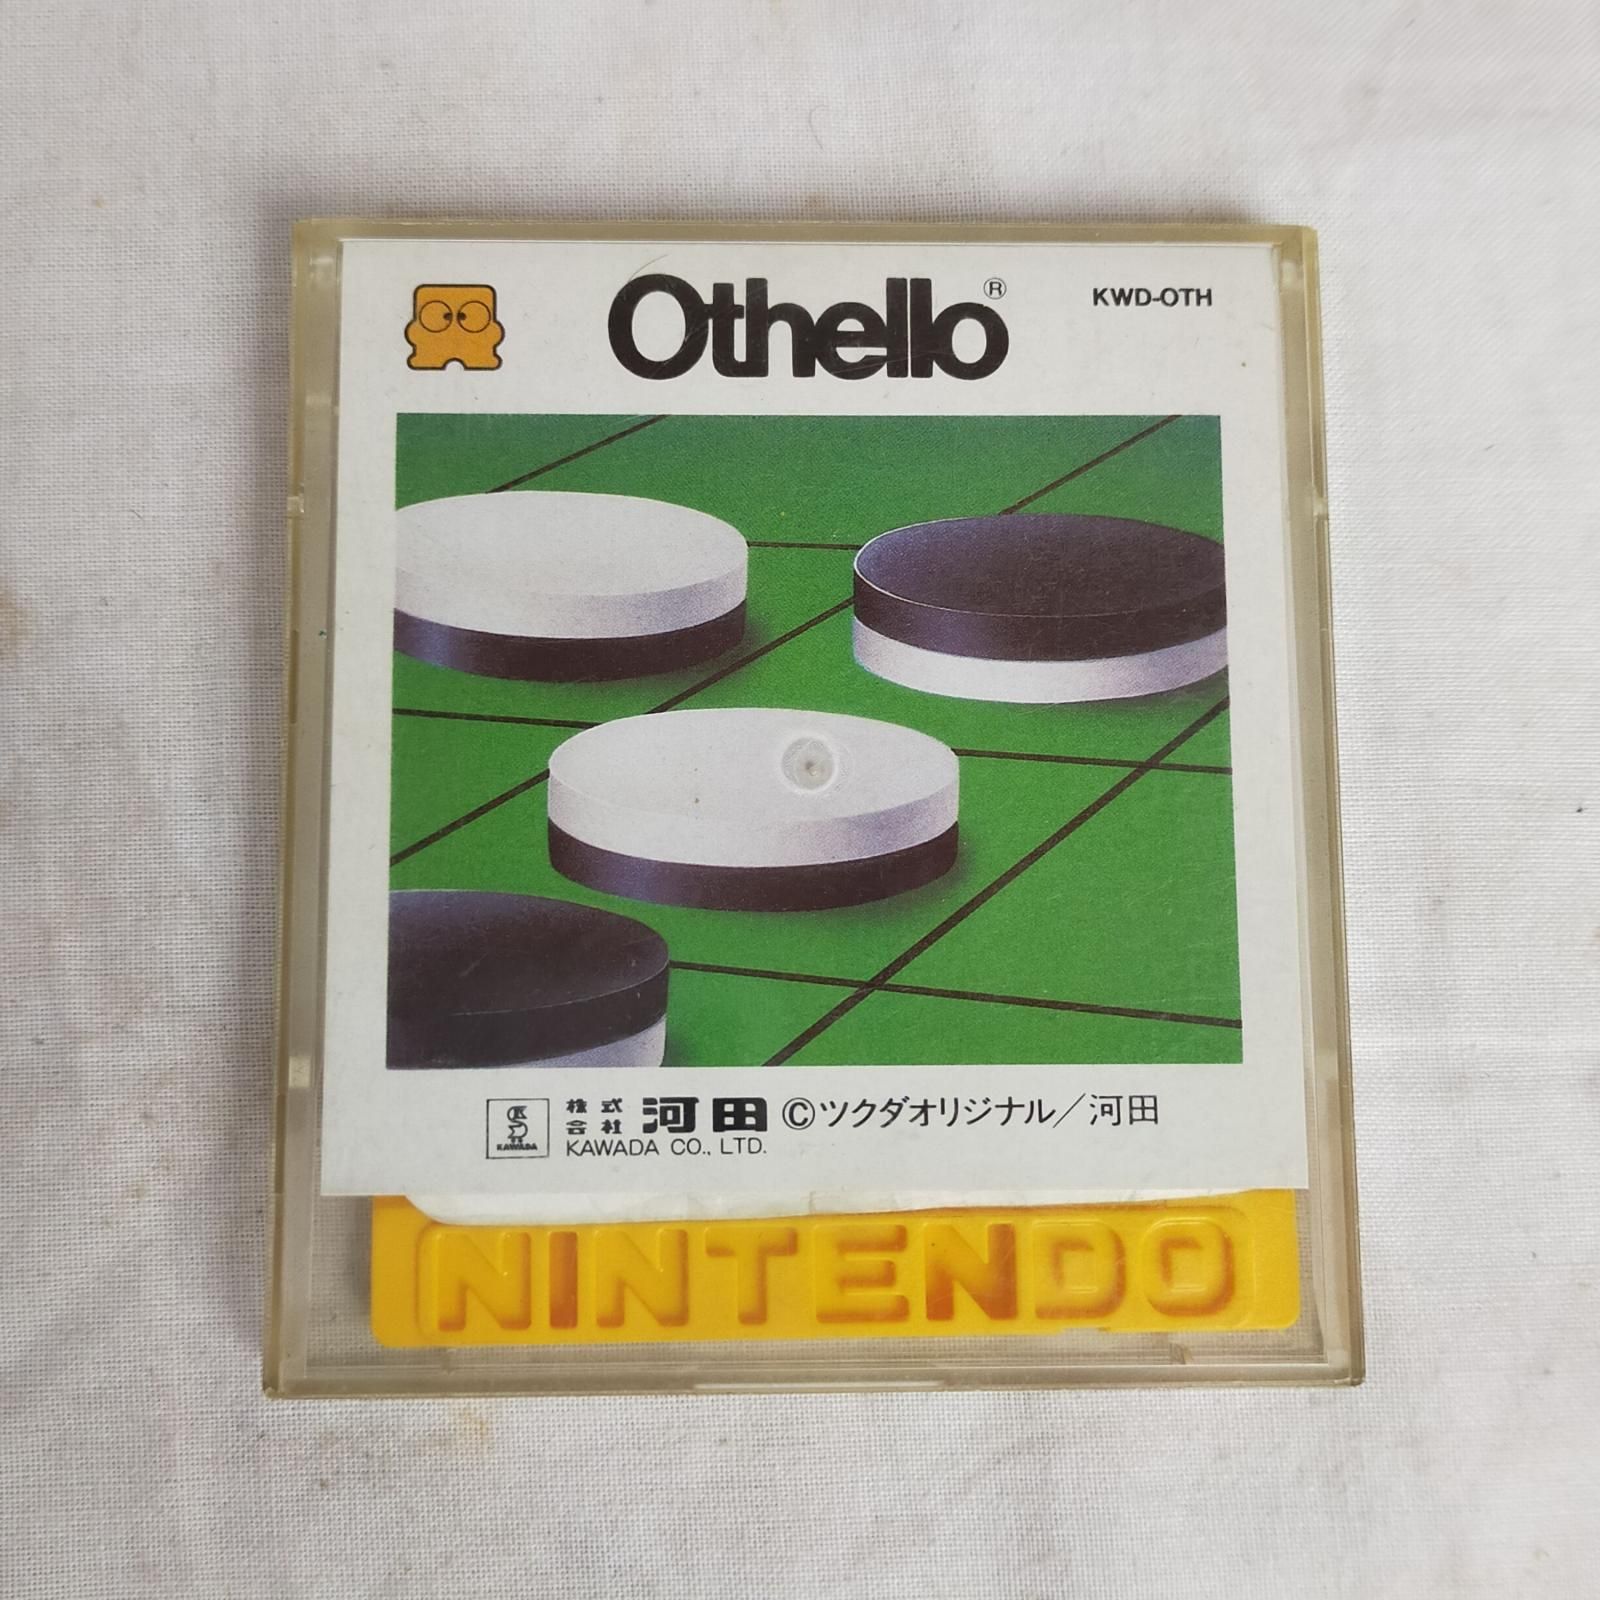 Othello®
KWD-OTH
KAWADA
株式会社 河田 ©ツクダオリジナル/河田
KAWADA CO., LTD.
NINTENDO